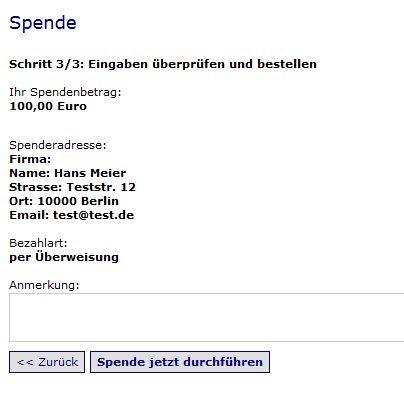 Spende
Schritt 3/3: Eingaben überprüfen und bestellen
Ihr Spendenbetrag:
100,00 Euro
Spenderadresse:
Firma:
Name: Hans Meier
Strasse: Teststr. 12
Ort: 10000 Berlin
Email: test@test.de
Bezahlart:
per Überweisung
Anmerkung:
<< Zurück Spende jetzt durchführen